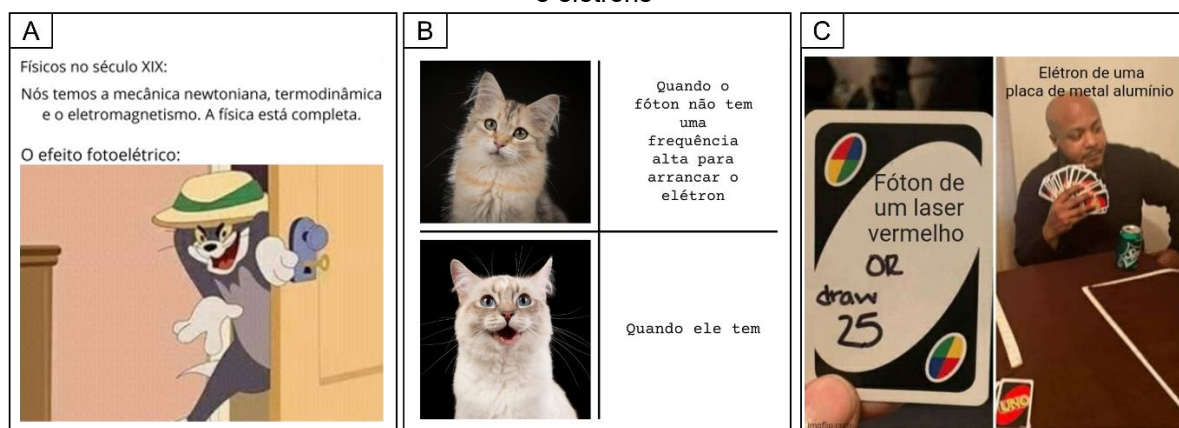 e elétrons
A
Físicos no século XIX:
Nós temos a mecânica newtoniana, termodinâmica
e o eletromagnetismo. A física está completa.
O efeito fotoelétrico:
B
Quando o
fóton não tem
uma
frequência
alta para
arrancar o
elétron
Quando ele tem
C
Fóton de
um laser
vermelho
OR
draw
25
Elétron de uma
placa de metal alumínio
UNO
imgflip.com